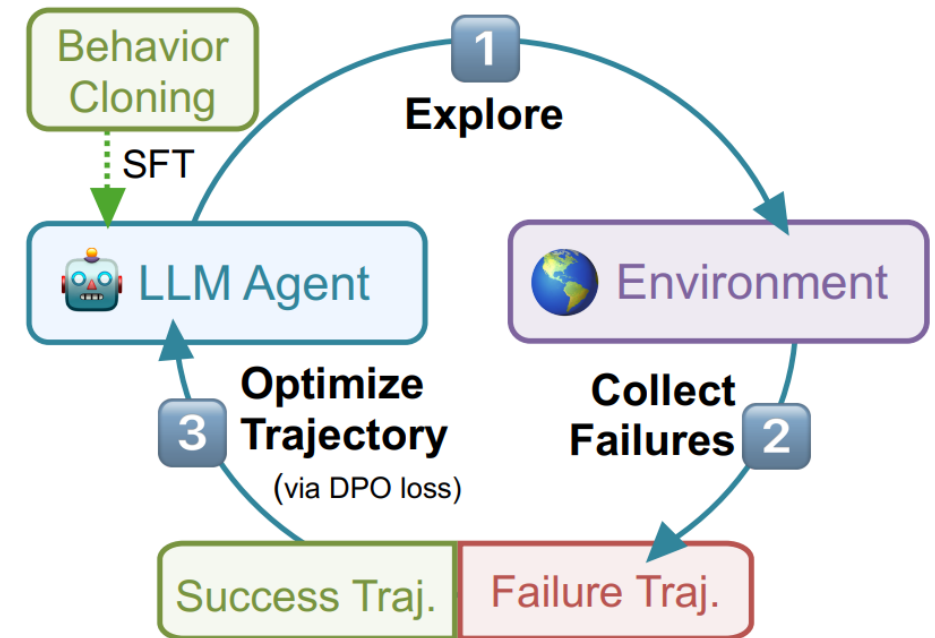 Behavior
Cloning
SFT
1
Explore
LLM Agent
Environment
Optimize
Trajectory
(via DPO loss)
3
Collect
Failures
2
Success Traj.
Failure Traj.